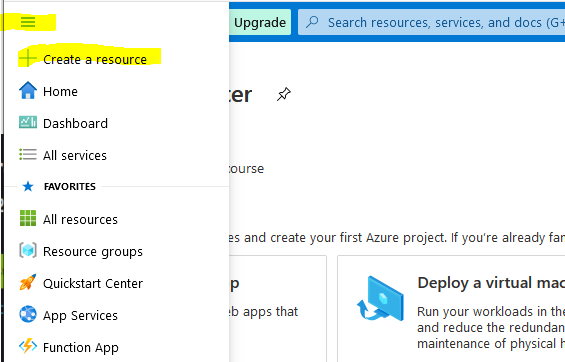 Upgrade
Search resources, services, and docs (G+
Create a resource
Home
Dashboard
All services
FAVORITES
All resources
Resource groups
Quickstart Center
App Services
Function App
ter
course
es and create your first Azure project. If you're already fam
p
eb apps that
Deploy a virtual mac
Run your workloads in the
and reduce the redundan
maintenance of physical h